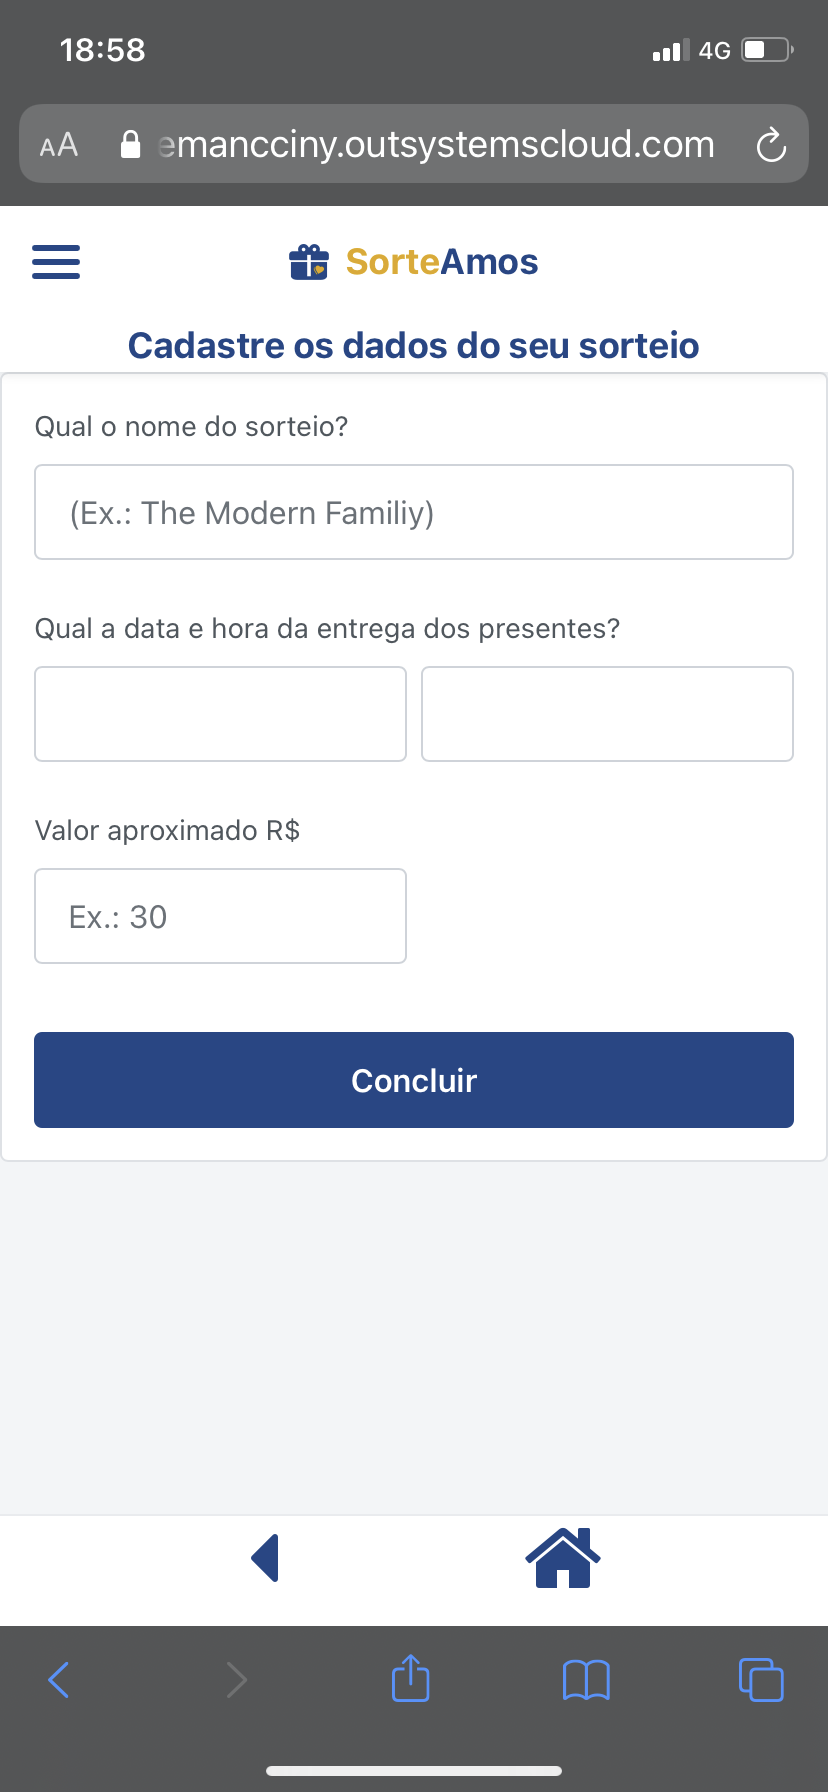 18:58
4G
AA
emancciny.outsystemscloud.com
SorteAmos
Cadastre os dados do seu sorteio
Qual o nome do sorteio?
(Ex.: The Modern Familiy)
Qual a data e hora da entrega dos presentes?
Valor aproximado R$
Ex.: 30
Concluir